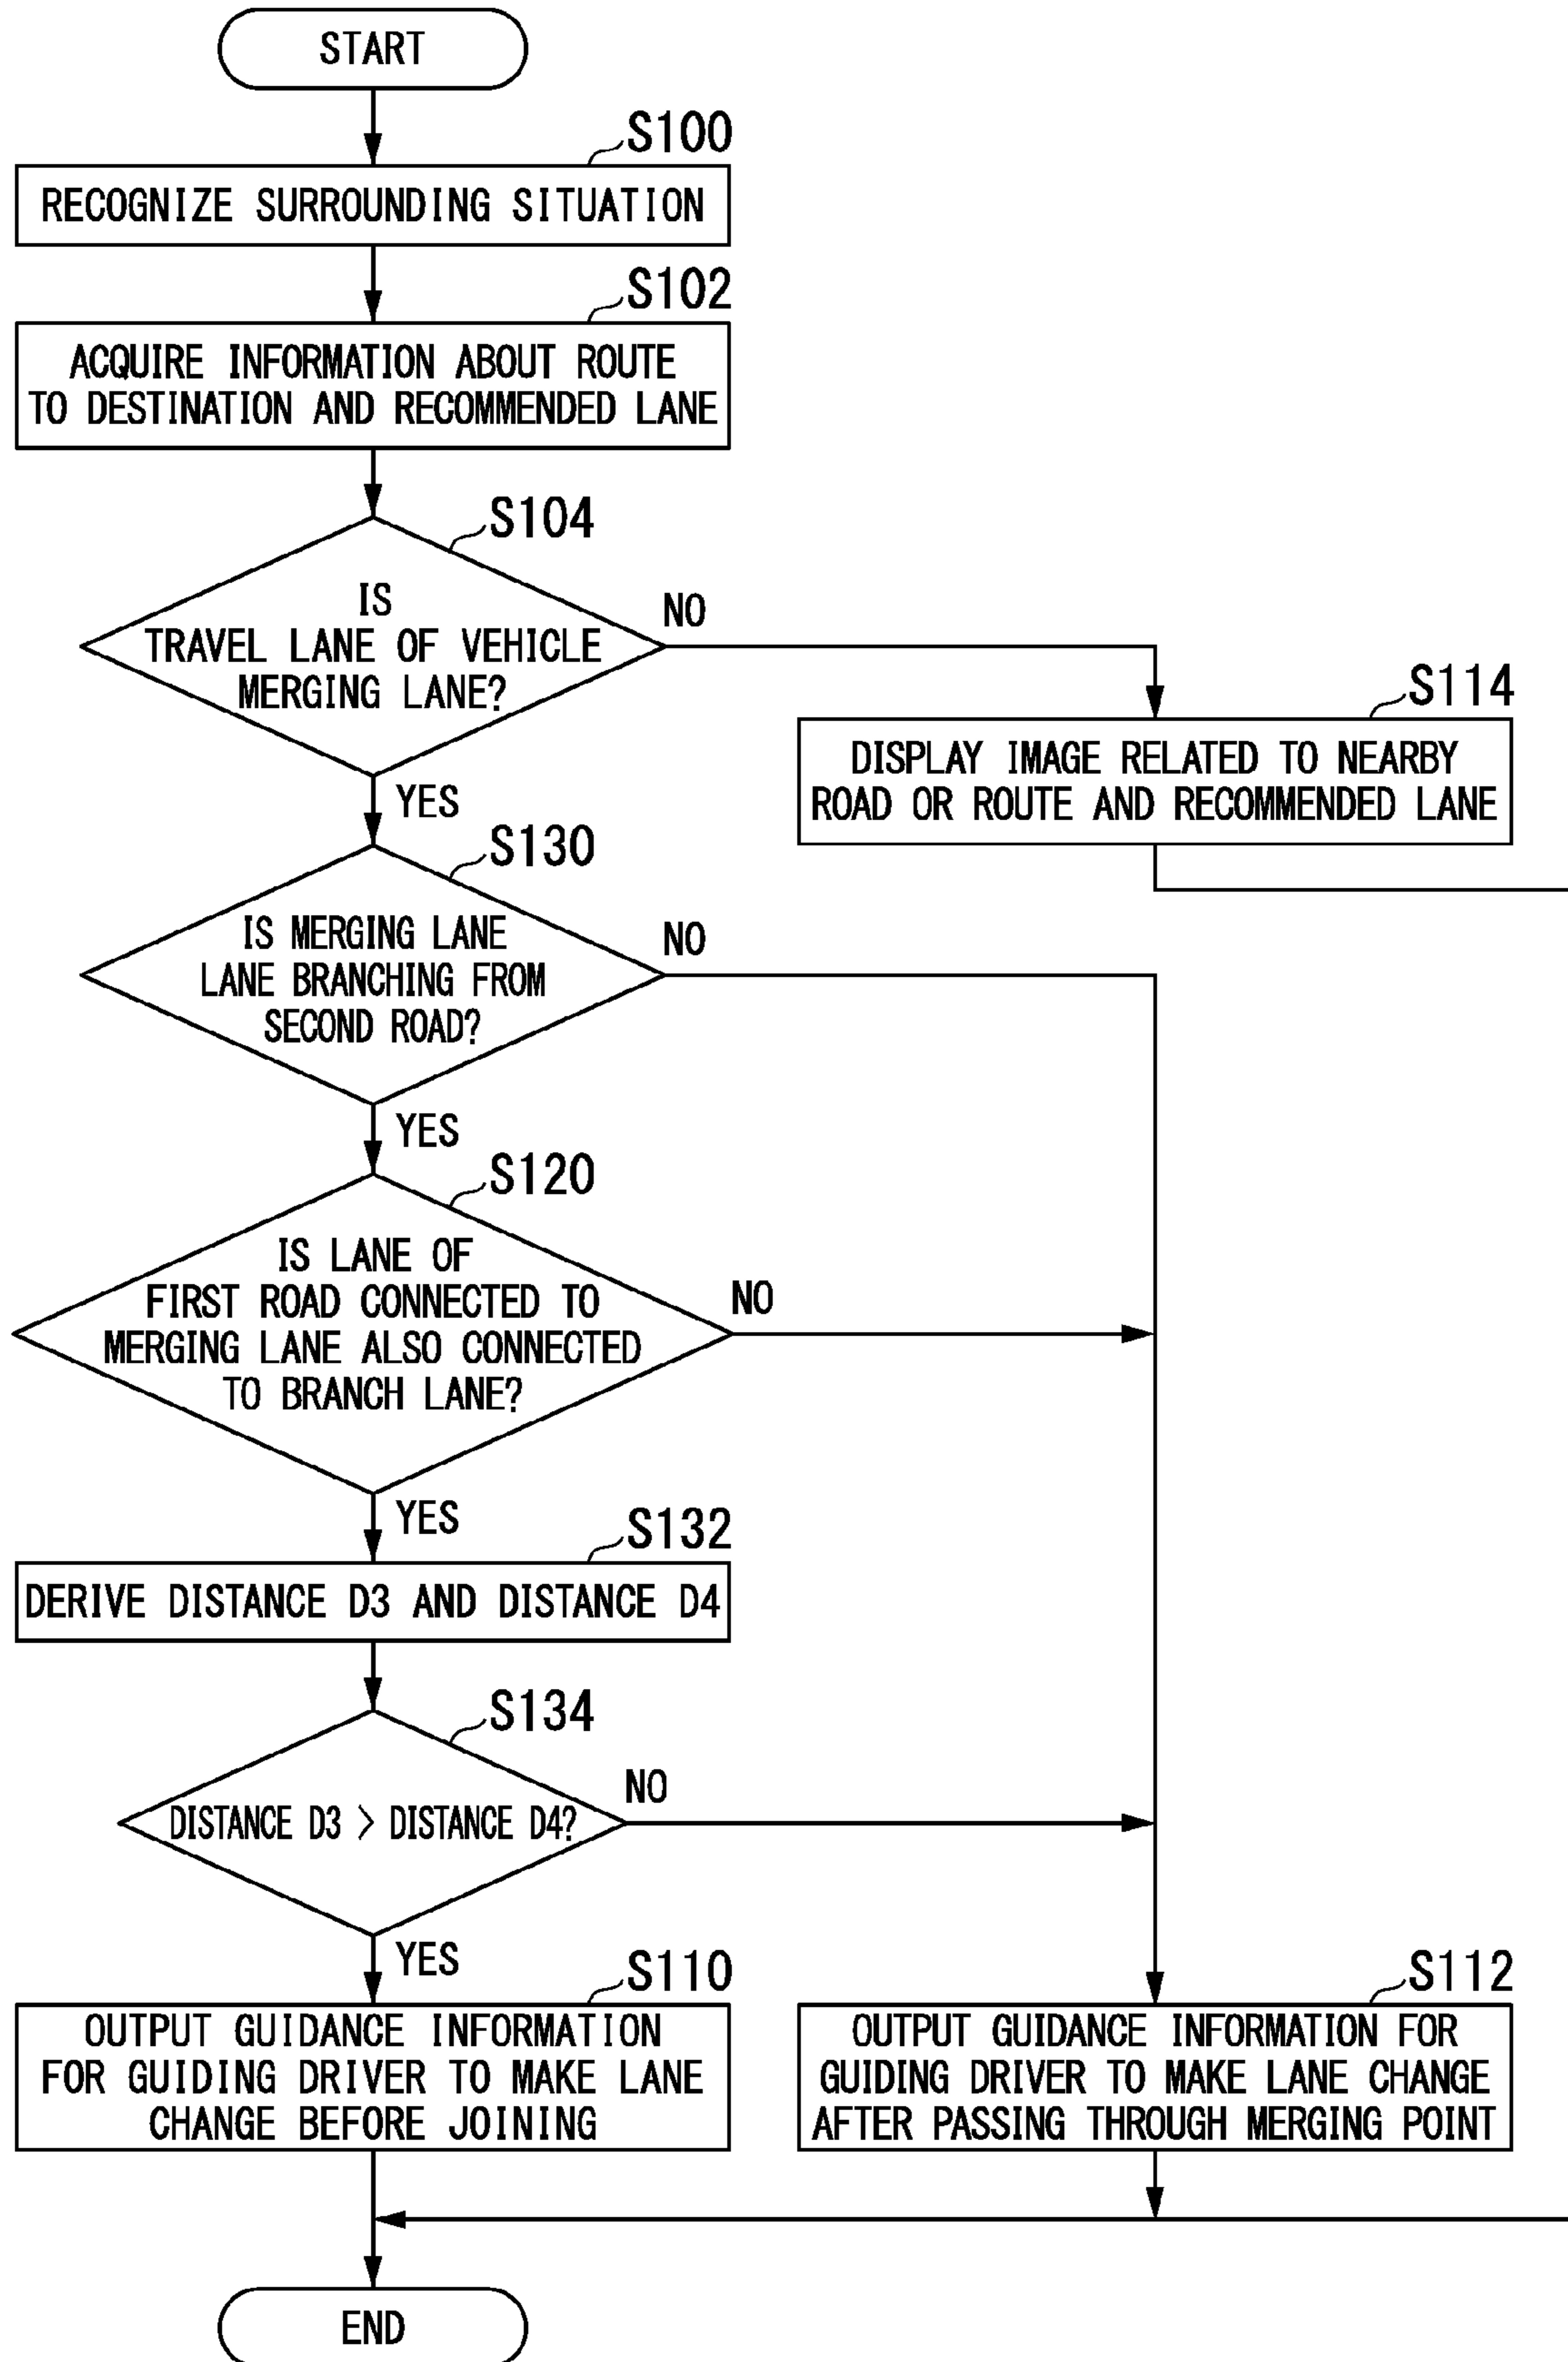 START
S100
RECOGNIZE SURROUNDING SITUATION
S102
ACQUIRE INFORMATION ABOUT ROUTE
TO DESTINATION AND RECOMMENDED LANE
S104
IS
TRAVEL LANE OF VEHICLE
MERGING LANE?
NO
S114
DISPLAY IMAGE RELATED TO NEARBY
ROAD OR ROUTE AND RECOMMENDED LANE
YES
S130
IS MERGING LANE
LANE BRANCHING FROM
SECOND ROAD?
NO
YES
S120
IS LANE OF
FIRST ROAD CONNECTED TO
MERGING LANE ALSO CONNECTED
TO BRANCH LANE?
NO
YES
S132
DERIVE DISTANCE D3 AND DISTANCE D4
S134
DISTANCE D3 > DISTANCE D4?
NO
YES
S110
OUTPUT GUIDANCE INFORMATION
FOR GUIDING DRIVER TO MAKE LANE
CHANGE BEFORE JOINING
S112
OUTPUT GUIDANCE INFORMATION FOR
GUIDING DRIVER TO MAKE LANE CHANGE
AFTER PASSING THROUGH MERGING POINT
END